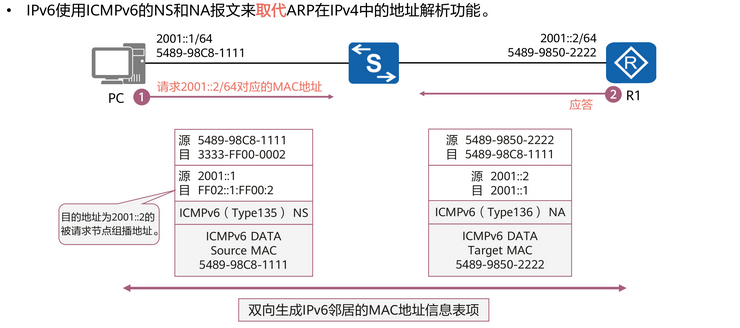 • IPv6使用ICMPv6的NS和NA报文来取代ARP在IPv4中的地址解析功能。
2001::1/64
5489-98C8-1111
2001::2/64
5489-9850-2222
S
R
PC
1
请求2001::2/64对应的MAC地址
2
R1
应答
源 5489-98C8-1111
目 3333-FF00-0002
源 2001::1
目 FF02::1:FF00:2
ICMPv6（Type135） NS
ICMPv6 DATA
Source MAC
5489-98C8-1111
目的地址为2001::2的
被请求节点组播地址。
源 5489-9850-2222
目 5489-98C8-1111
源 2001::2
目 2001::1
ICMPv6（Type136） NA
ICMPv6 DATA
Target MAC
5489-9850-2222
双向生成IPv6邻居的MAC地址信息表项